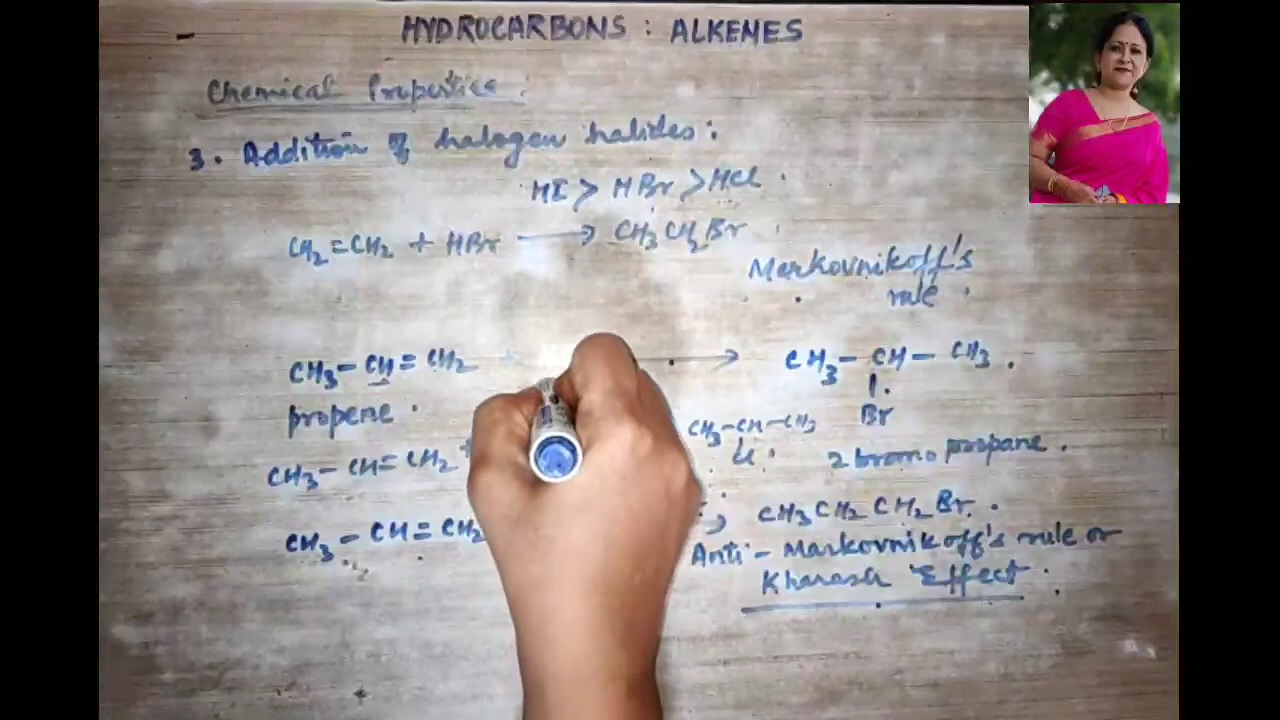 HYDROCARBONS : ALKENES
Chemical Properties.
3. Addition of halogen halides:
HI > HBr > HCl.
CH2=CH2 + HBr ⟶ CH3CH2Br.
Markovnikoff's
rule.
CH3-CH=CH2 + ⟶ CH3-CH-CH3.
Br
propene.
CH3-CH=CH2 + CH3-CH-CH3
Cl.
2 bromo propane.
CH3-CH=CH2 CH3CH2CH2Br.
Anti-Markovnikoff's rule or
Kharash Effect.